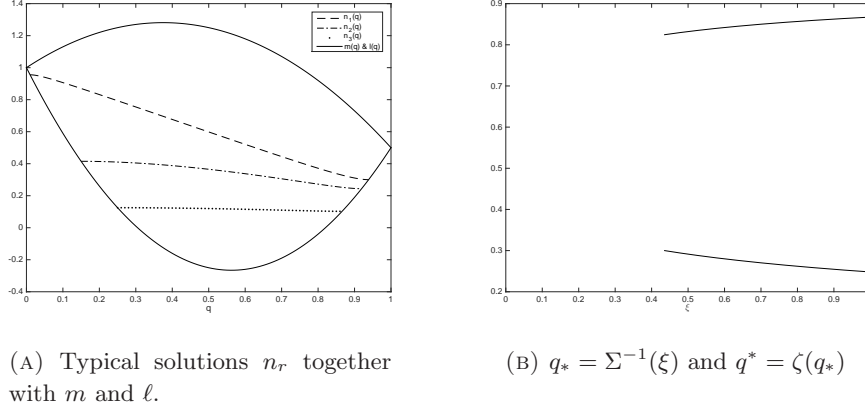 1.4
1.2
1
0.8
0.6
0.4
0.2
0
-0.2
-0.4
0 0.1 0.2 0.3 0.4 0.5 0.6 0.7 0.8 0.9 1
q
n₁(q)
n₂(q)
n₃(q)
m(q) & l(q)
0.9
0.8
0.7
0.6
0.5
0.4
0.3
0.2
0 0.1 0.2 0.3 0.4 0.5 0.6 0.7 0.8 0.9 1
ξ
(A) Typical solutions nᵣ together
with m and ℓ.
(B) q_* = Σ⁻¹(ξ) and q^* = ζ(q_*)